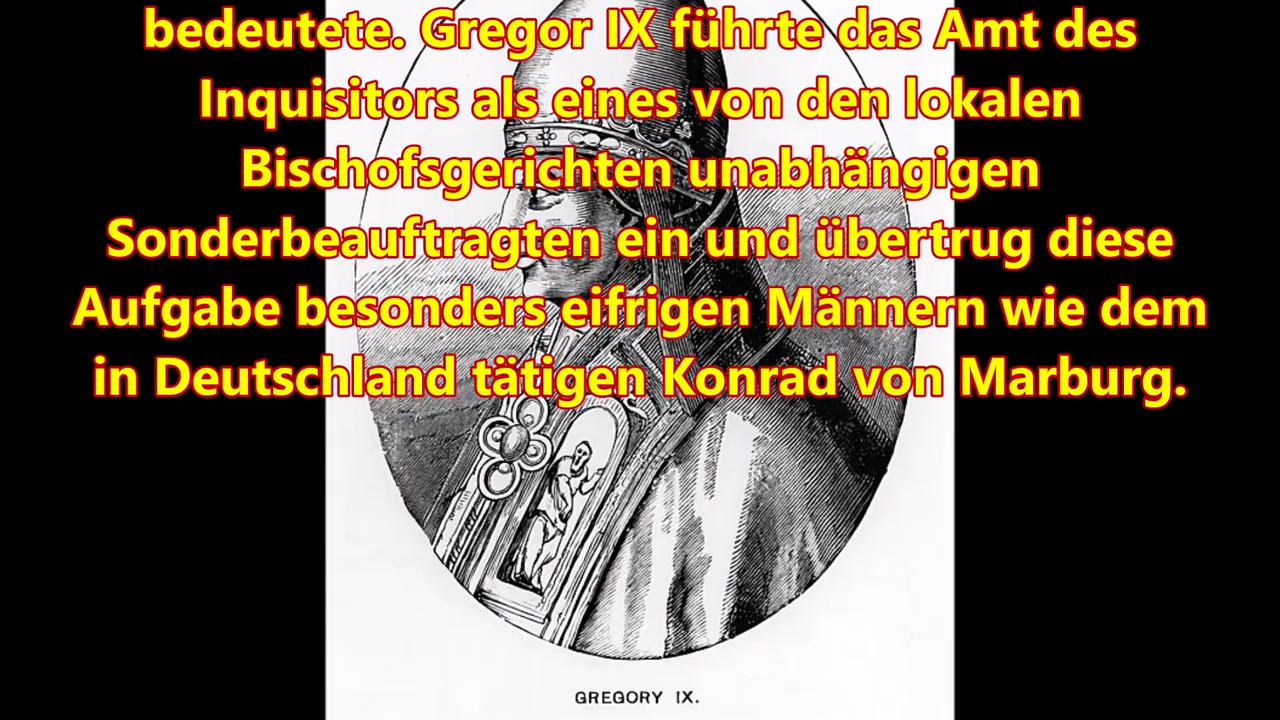 bedeutete. Gregor IX führte das Amt des
Inquisitors als eines von den lokalen
Bischofsgerichten unabhängigen
Sonderbeauftragten ein und übertrug diese
Aufgabe besonders eifrigen Männern wie dem
in Deutschland tätigen Konrad von Marburg.
GREGORY IX.